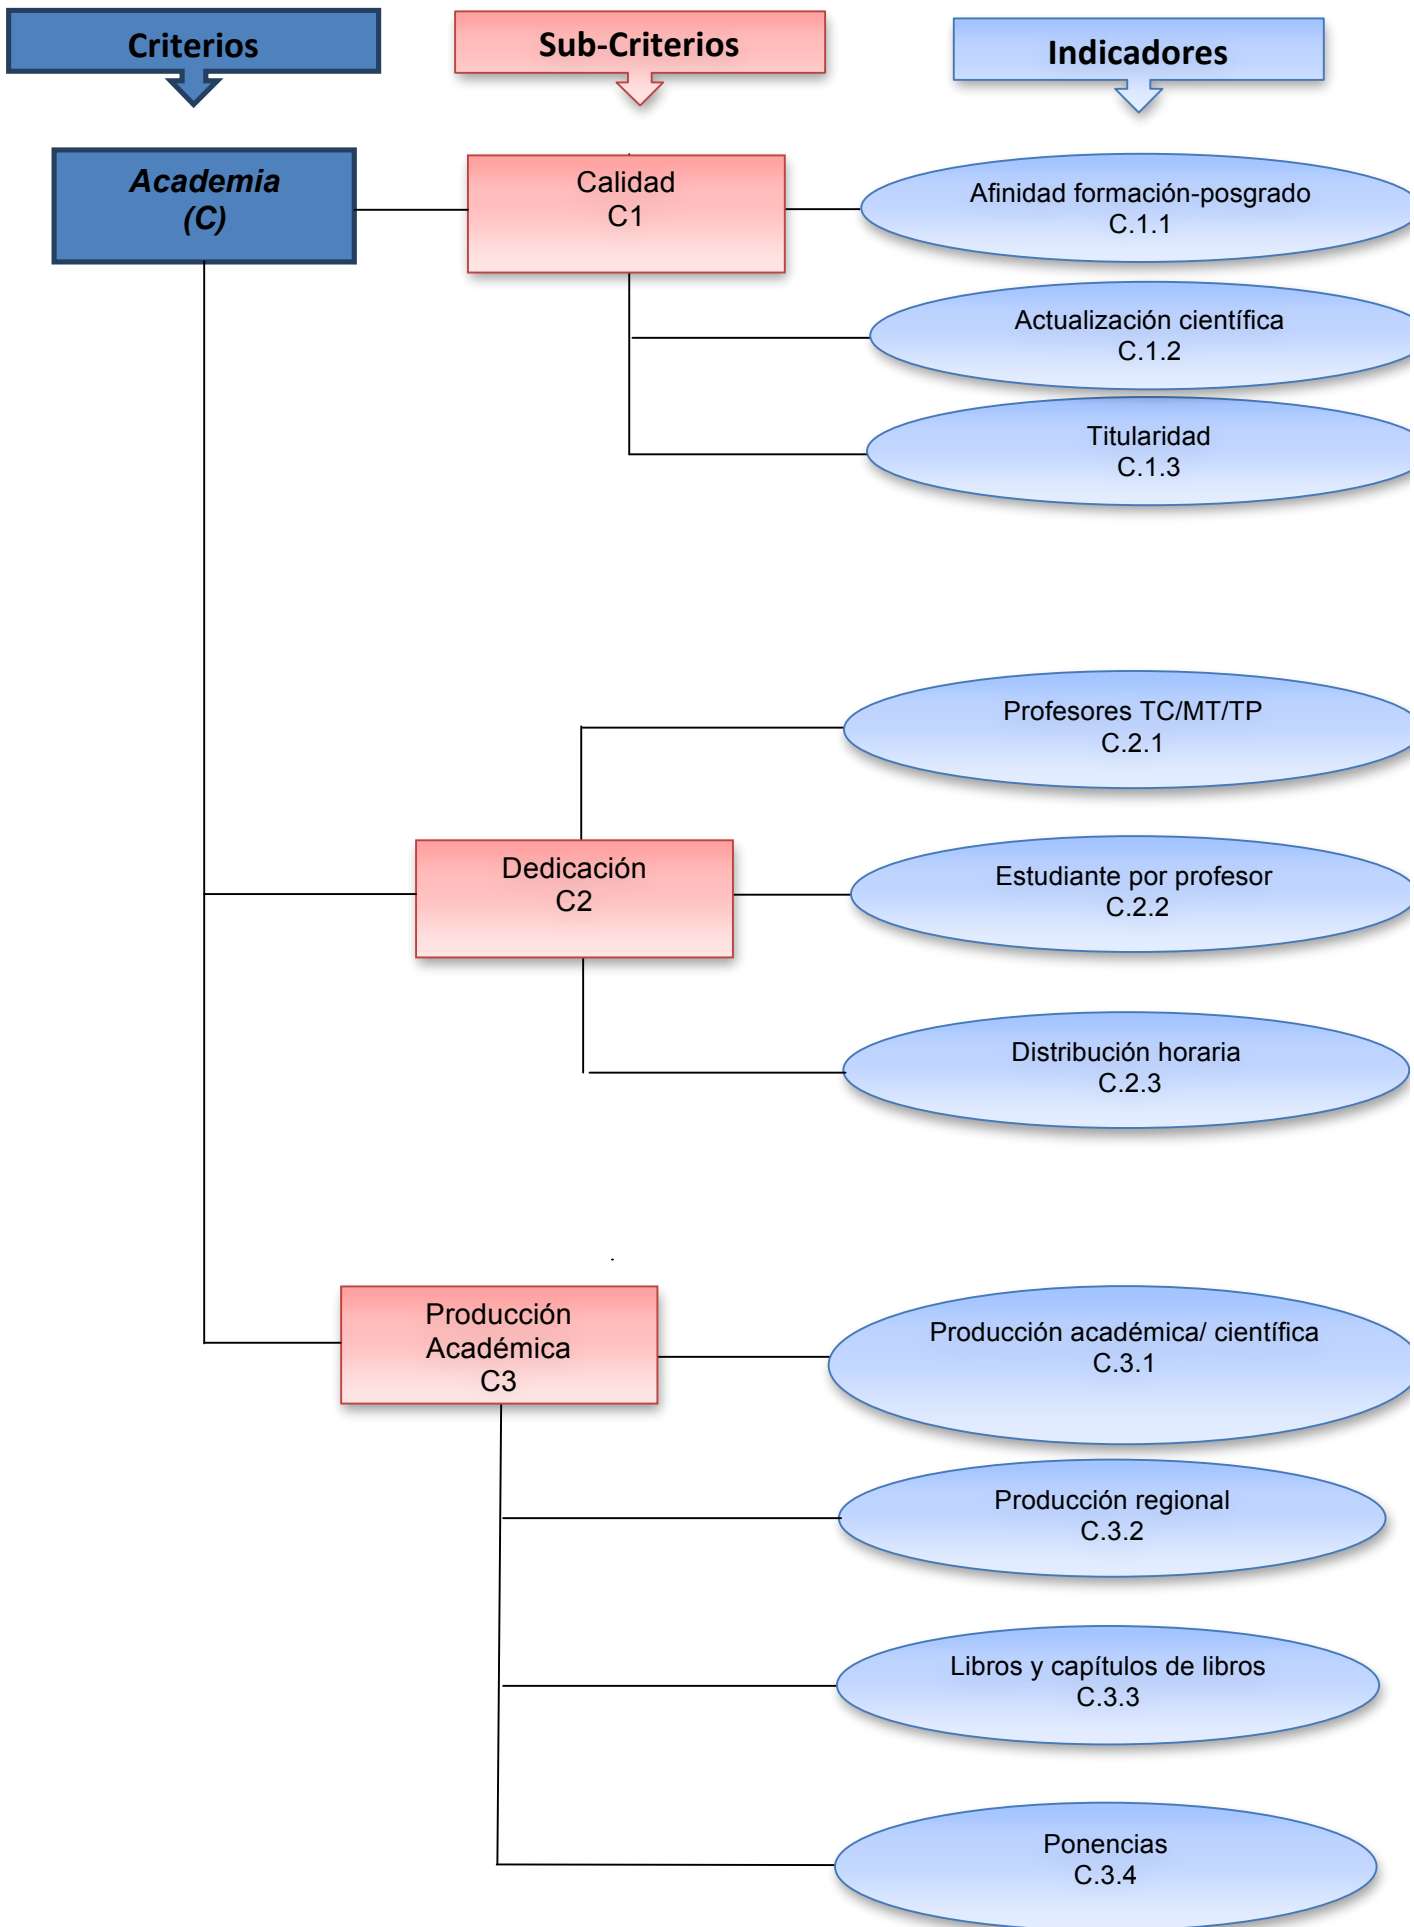 Criterios
Sub-Criterios
Indicadores
Academia
(C)
Calidad
C1
Afinidad formación-posgrado
C.1.1
Actualización científica
C.1.2
Titularidad
C.1.3
Profesores TC/MT/TP
C.2.1
Dedicación
C2
Estudiante por profesor
C.2.2
Distribución horaria
C.2.3
.
Producción
Académica
C3
Producción académica/ científica
C.3.1
Producción regional
C.3.2
Libros y capítulos de libros
C.3.3
Ponencias
C.3.4